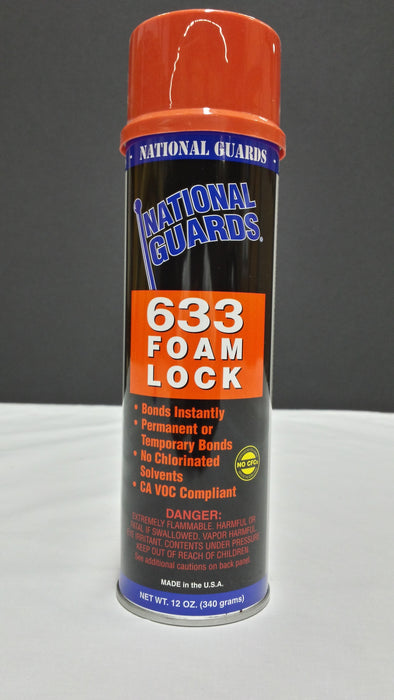 - NATIONAL GUARDS -
NATIONAL
GUARDS®
633
FOAM
LOCK
• Bonds Instantly
• Permanent or
Temporary Bonds
• No Chlorinated
Solvents
• CA VOC Compliant
NO CFCs
DANGER:
EXTREMELY FLAMMABLE. HARMFUL OR
FATAL IF SWALLOWED. VAPOR HARMFUL.
EYE IRRITANT. CONTENTS UNDER PRESSURE.
KEEP OUT OF REACH OF CHILDREN.
See additional cautions on back panel.
MADE in the U.S.A.
NET WT. 12 OZ. (340 grams)